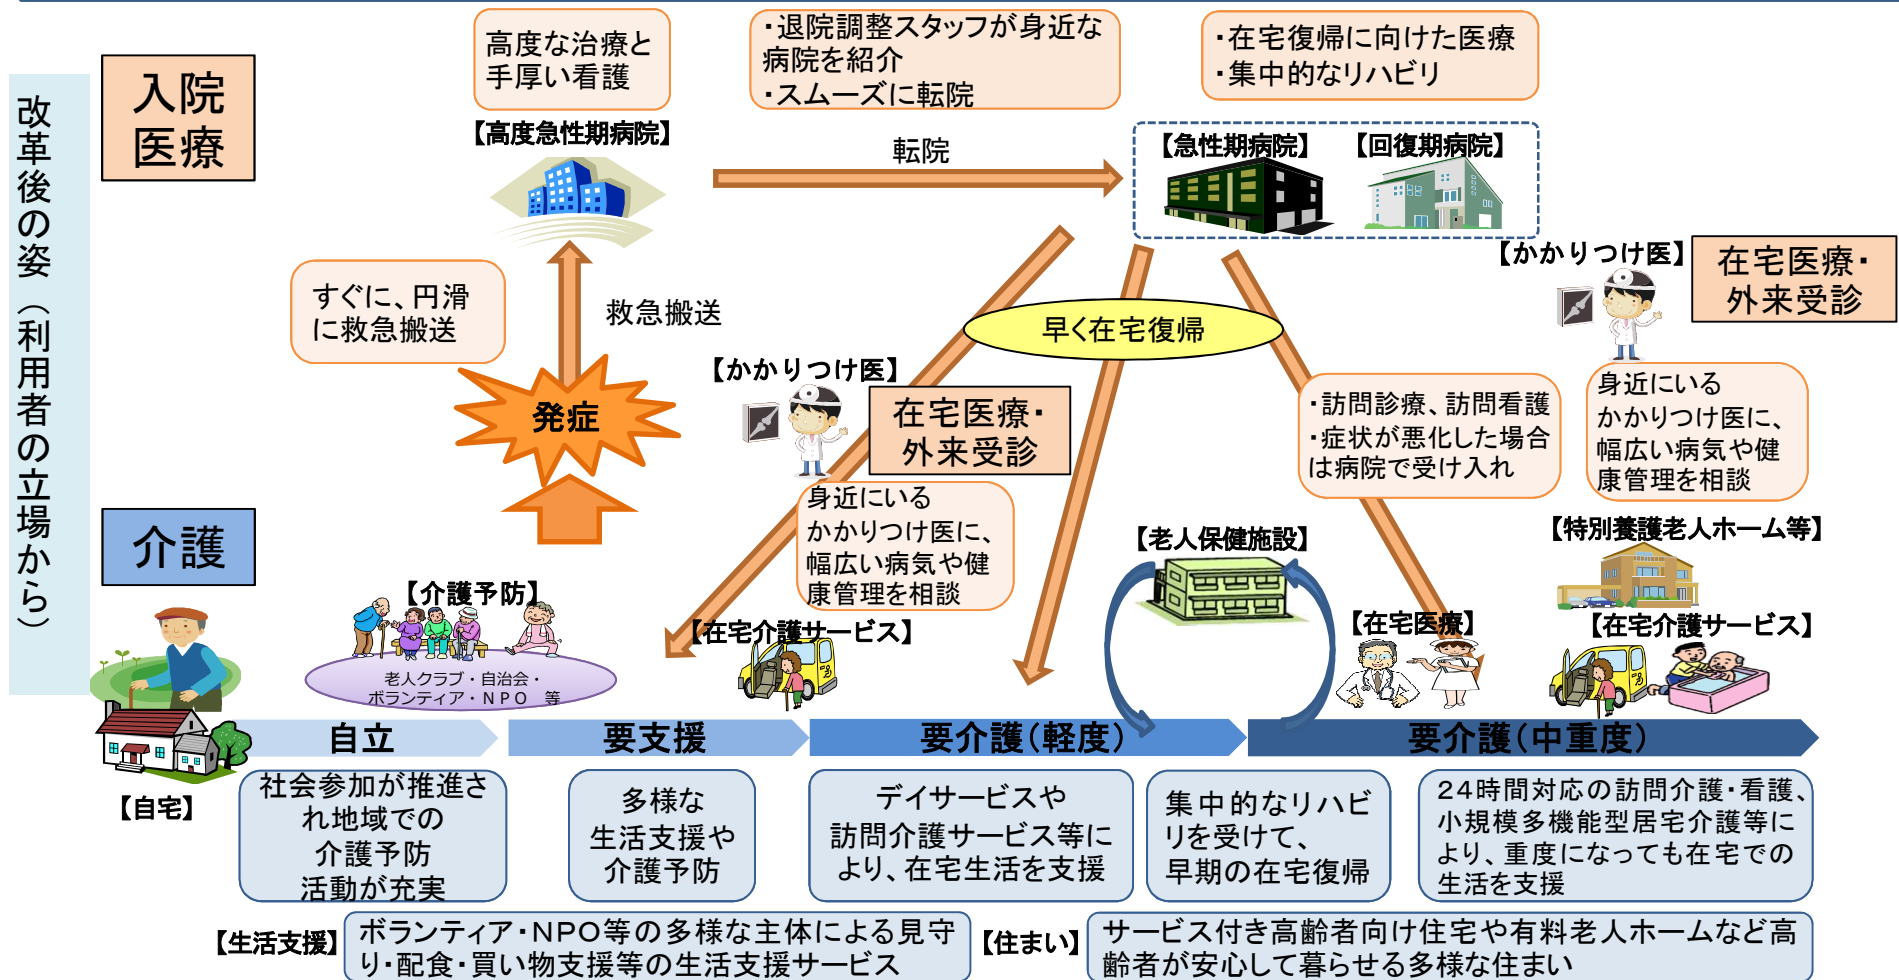 改革後の姿（利用者の立場から）
入院
医療
高度な治療と
手厚い看護
・退院調整スタッフが身近な
病院を紹介
・スムーズに転院
・在宅復帰に向けた医療
・集中的なリハビリ
【高度急性期病院】
転院
【急性期病院】
【回復期病院】
すぐに、円滑
に救急搬送
救急搬送
早く在宅復帰
【かかりつけ医】
在宅医療・
外来受診
発症
【かかりつけ医】
在宅医療・
外来受診
・訪問診療、訪問看護
・症状が悪化した場合
は病院で受け入れ
身近にいる
かかりつけ医に、
幅広い病気や健
康管理を相談
身近にいる
かかりつけ医に、
幅広い病気や健
康管理を相談
介護
【老人保健施設】
【特別養護老人ホーム等】
【介護予防】
老人クラブ・自治会・
ボランティア・ＮＰＯ 等
【在宅介護サービス】
【在宅医療】
【在宅介護サービス】
【自宅】
自立
要支援
要介護（軽度）
要介護（中重度）
社会参加が推進さ
れ地域での
介護予防
活動が充実
多様な
生活支援や
介護予防
デイサービスや
訪問介護サービス等に
より、在宅生活を支援
集中的なリハビ
リを受けて、
早期の在宅復帰
２４時間対応の訪問介護・看護、
小規模多機能型居宅介護等に
より、重度になっても在宅での
生活を支援
【生活支援】
ボランティア・ＮＰＯ等の多様な主体による見守
り・配食・買い物支援等の生活支援サービス
【住まい】
サービス付き高齢者向け住宅や有料老人ホームなど高
齢者が安心して暮らせる多様な住まい